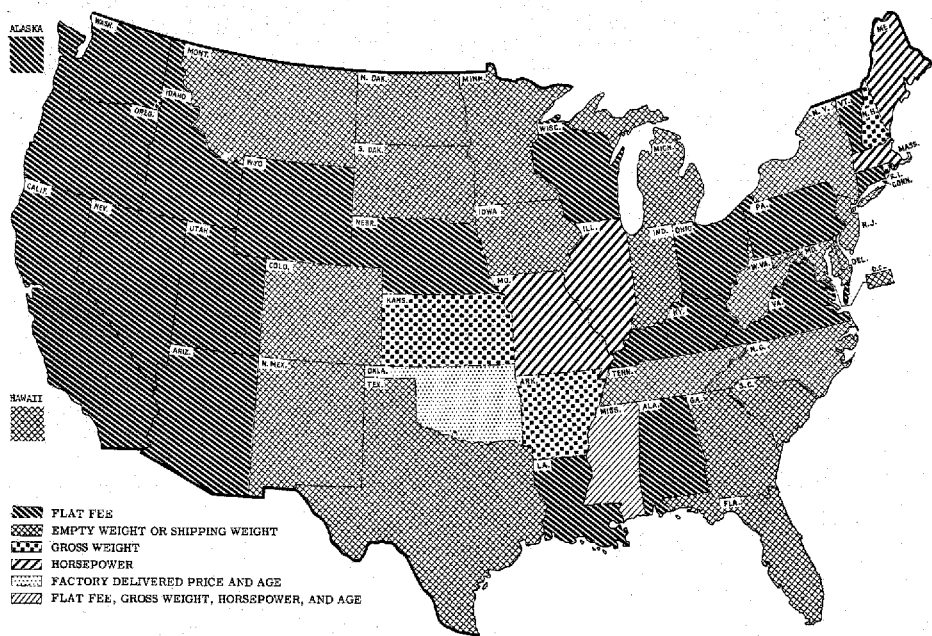 ALASKA
WASH.
MONT.
N. DAK.
MINN.
ME.
IDAHO
OREG.
WISC.
N.Y.
VT.
N.H.
MASS.
S. DAK.
WYO
MICH.
R.I.
CONN.
CALIF.
NEV.
UTAH
NEBR.
IOWA
ILL.
IND.
OHIO
PA.
N.J.
COLO.
MO.
W.VA.
DEL.
D.C.
KANS.
KY.
VA.
ARIZ.
N. MEX.
OKLA.
TEX.
ARK.
TENN.
N.C.
S.C.
HAWAII
MISS.
ALA.
GA.
LA.
FLA.
FLAT FEE
EMPTY WEIGHT OR SHIPPING WEIGHT
GROSS WEIGHT
HORSEPOWER
FACTORY DELIVERED PRICE AND AGE
FLAT FEE, GROSS WEIGHT, HORSEPOWER, AND AGE